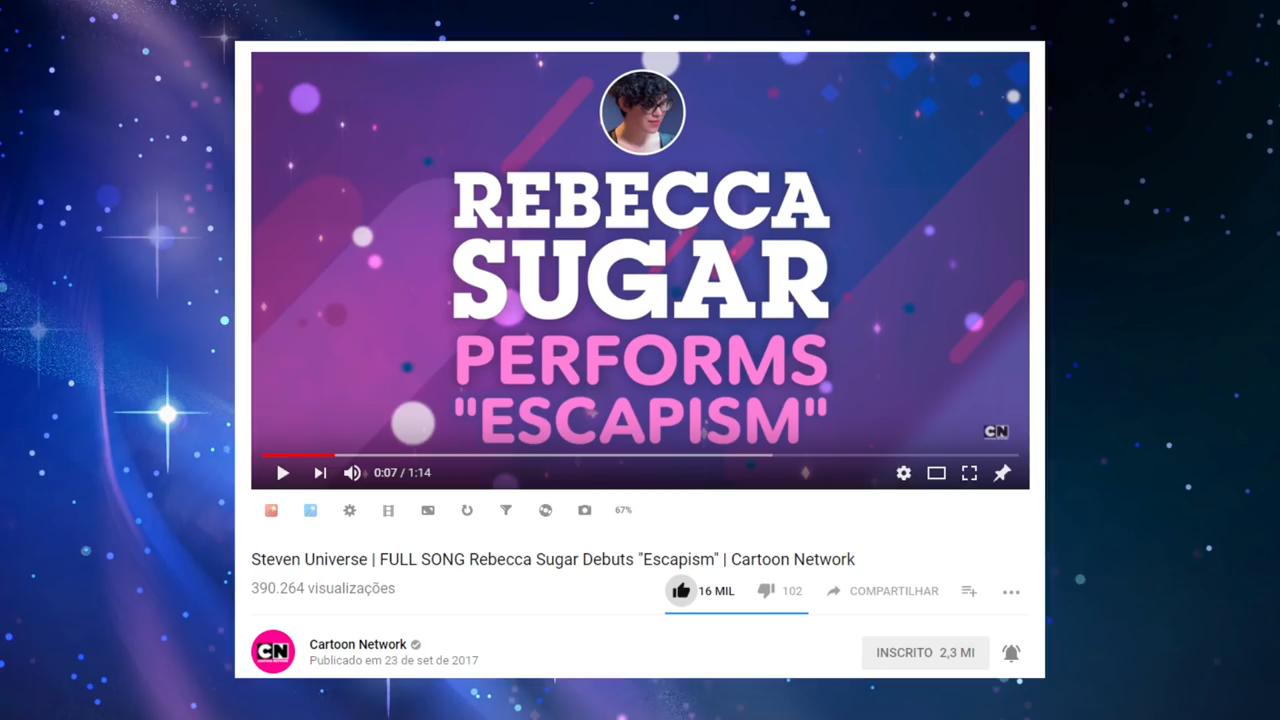 REBECCA
SUGAR
PERFORMS
"ESCAPISM"
CN
0:07 / 1:14
67%
Steven Universe | FULL SONG Rebecca Sugar Debuts "Escapism" | Cartoon Network
390.264 visualizações
16 MIL 102 COMPARTILHAR
CN
CARTOON NETWORK
Cartoon Network
INSCRITO 2,3 MI
Publicado em 23 de set de 2017